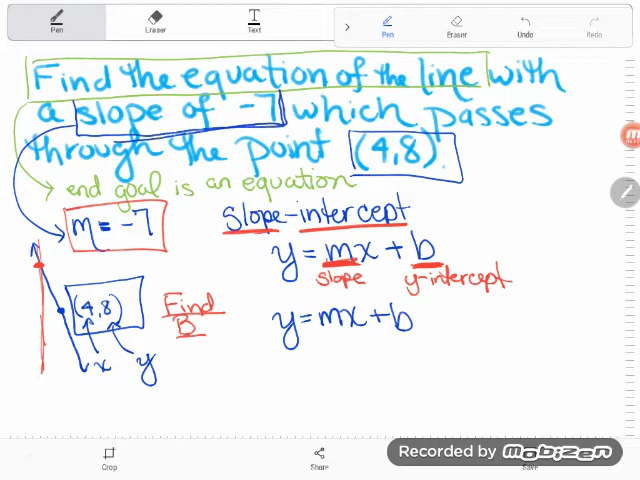 Pen
Eraser
Text
Pen
Eraser
Undo
Redo
Find the equation of the line with
a slope of -7 which passes
through the point (4,8).
end goal is an equation
m = -7
slope-intercept
y = mx + b
slope
y-intercept
(4,8)
x
y
Find
B
y = mx + b
Crop
Share
Save
Recorded by mobizen